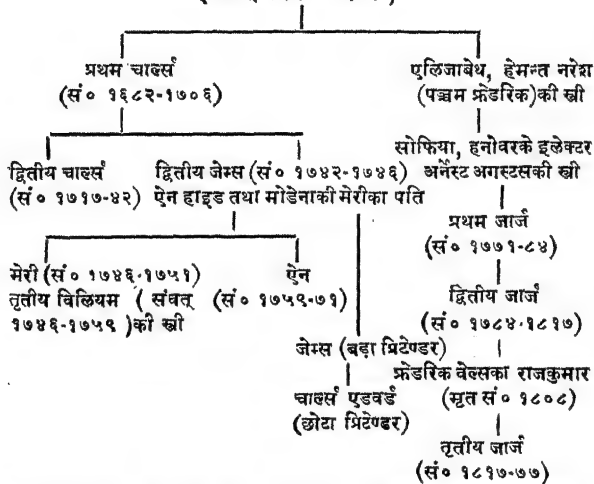 प्रथम चार्ल्स
(सं० १६८२-१७०६)
एलिजाबेथ, हेमन्त नरेश
(पञ्चम फ्रेडरिक)की स्त्री
सोफिया, हनोवरके इलेक्टर
अर्नेस्ट अगस्टसकी स्त्री
द्वितीय चार्ल्स
(सं० १७१७-४२)
द्वितीय जेम्स (सं० १७४२-१७४६)
ऐन हाइड तथा मोडेनाकी मेरीका पति
प्रथम जार्ज
(सं० १७७१-८४)
मेरी (सं० १७४६-१७५१)
तृतीय विलियम ( संवत्
१७४६-१७५९ )की स्त्री
ऐन
(सं० १७५९-७१)
द्वितीय जार्ज
(सं० १७८४-१८१७)
जेम्स (बड़ा प्रिटेण्डर)
चार्ल्स एडवर्ड
(छोटा प्रिटेण्डर)
फ्रेडरिक वेल्सका राजकुमार
(मृत सं० १८०८)
तृतीय जार्ज
(सं० १८१७-७७)